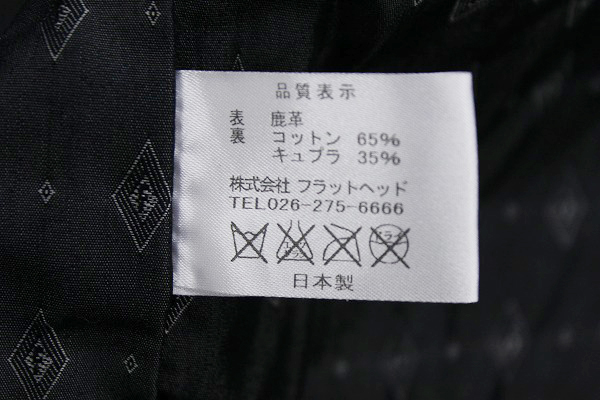 品質表示
表 鹿革
裏 コットン 65%
キュプラ 35%
株式会社 フラットヘッド
TEL026-275-6666
日本製